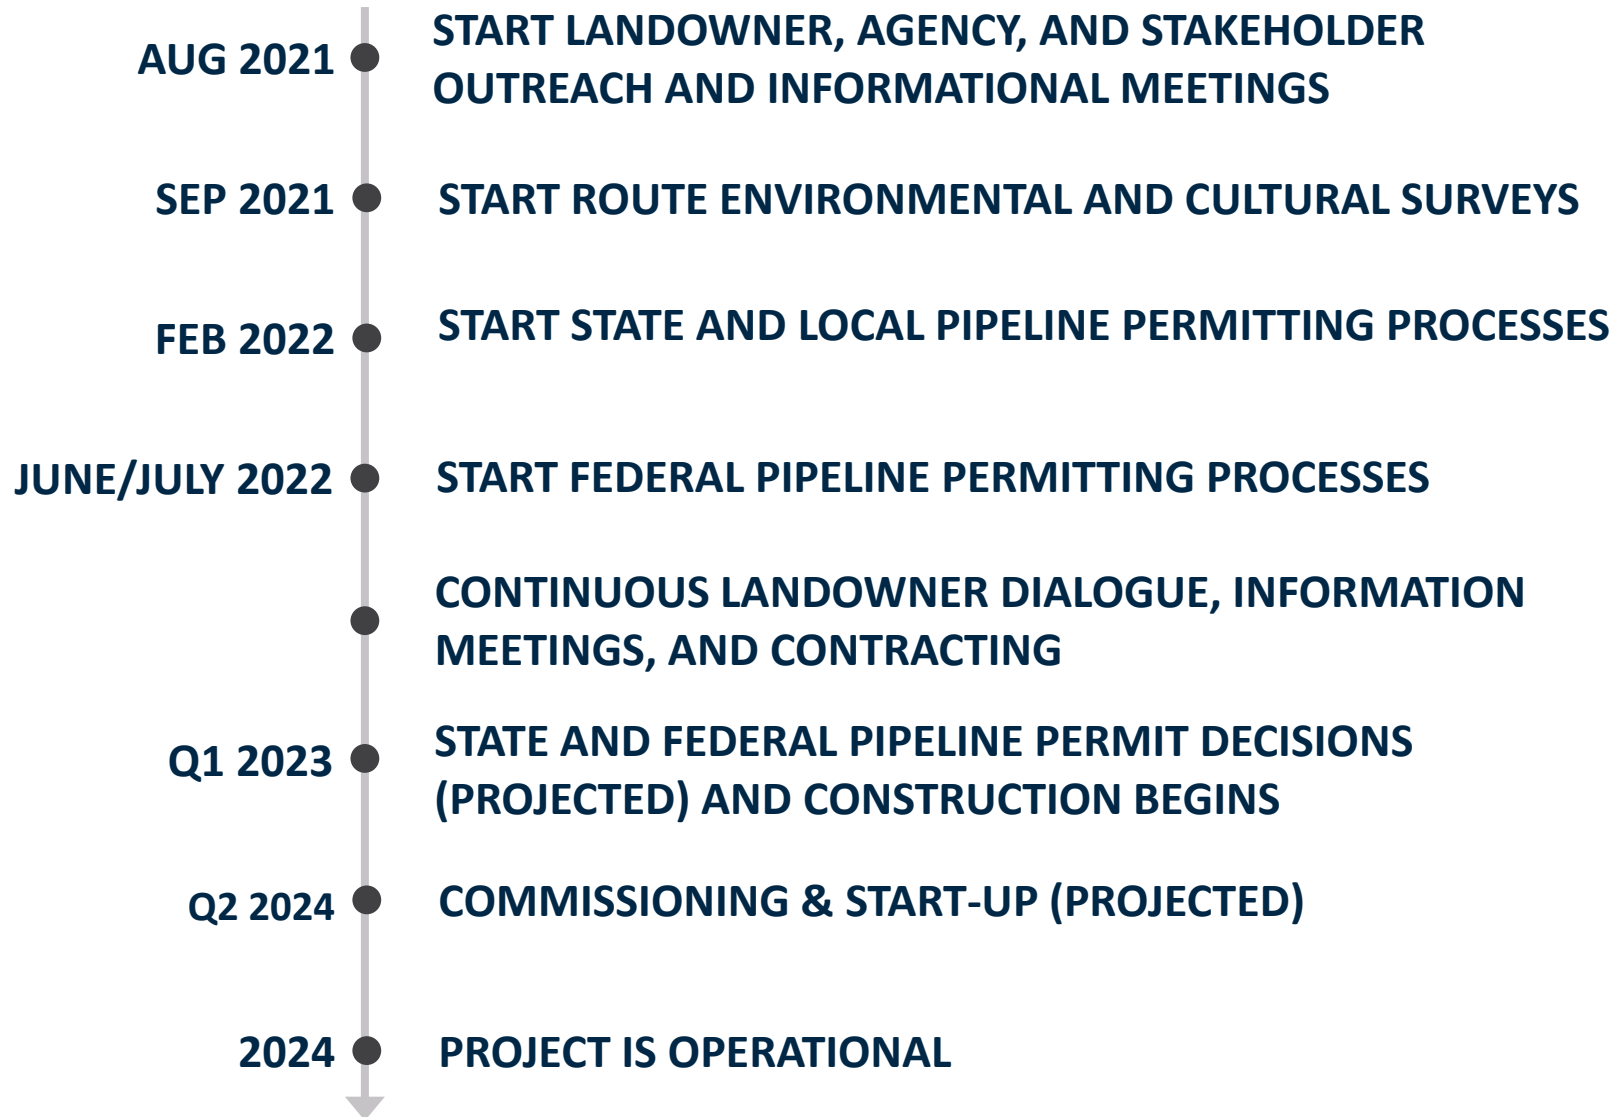 AUG 2021
START LANDOWNER, AGENCY, AND STAKEHOLDER
OUTREACH AND INFORMATIONAL MEETINGS
SEP 2021
START ROUTE ENVIRONMENTAL AND CULTURAL SURVEYS
FEB 2022
START STATE AND LOCAL PIPELINE PERMITTING PROCESSES
JUNE/JULY 2022
START FEDERAL PIPELINE PERMITTING PROCESSES
CONTINUOUS LANDOWNER DIALOGUE, INFORMATION
MEETINGS, AND CONTRACTING
Q1 2023
STATE AND FEDERAL PIPELINE PERMIT DECISIONS
(PROJECTED) AND CONSTRUCTION BEGINS
Q2 2024
COMMISSIONING & START-UP (PROJECTED)
2024
PROJECT IS OPERATIONAL